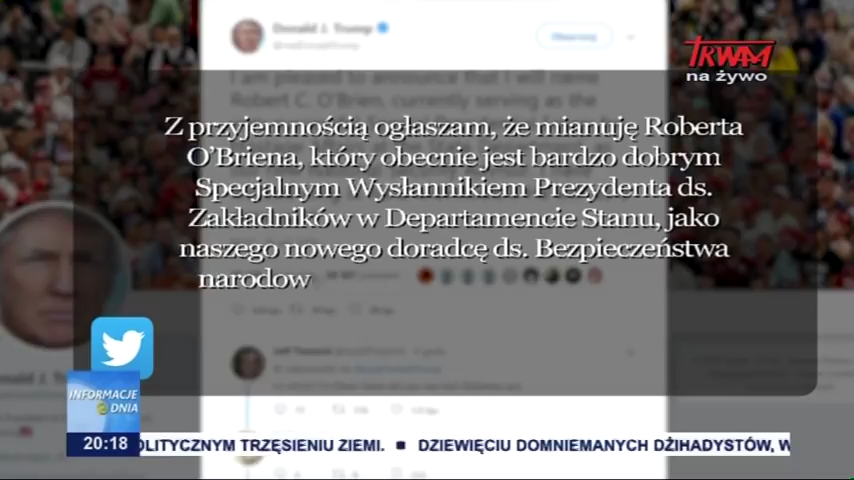 Donald J. Trump
I am pleased to announce that I will name
Robert C. O'Brien, currently serving as the
TRWAM
na żywo
Z przyjemnością ogłaszam, że mianuję Roberta
O'Briena, który obecnie jest bardzo dobrym
Specjalnym Wysłannikiem Prezydenta ds.
Zakładników w Departamencie Stanu, jako
naszego nowego doradcę ds. Bezpieczeństwa
narodow
INFORMACJE
DNIA
20:18
OLITYCZNYM TRZĘSIENIU ZIEMI. ■ DZIEWIĘCIU DOMNIEMANYCH DŻIHADYSTÓW, W